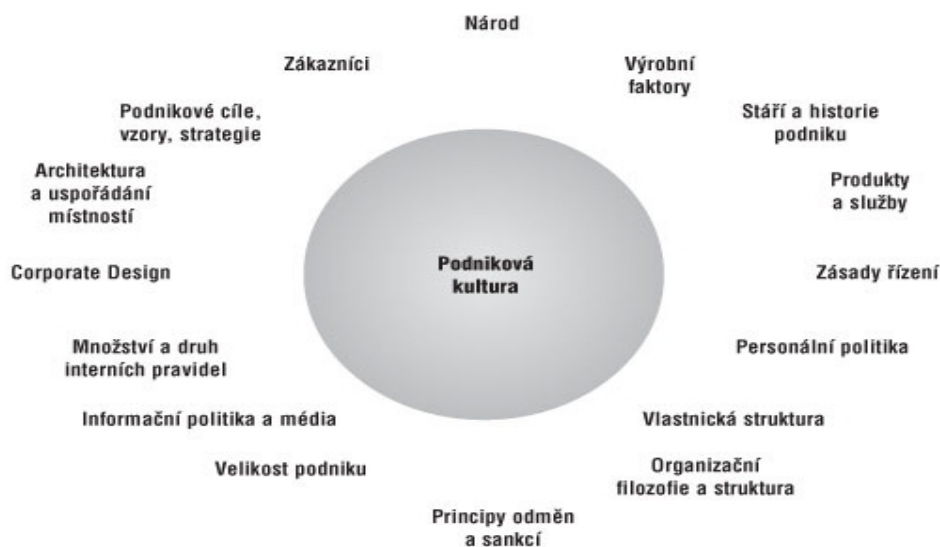 Národ
Zákazníci
Výrobní
faktory
Podnikové cíle,
vzory, strategie
Stáří a historie
podniku
Architektura
a uspořádání
místností
Produkty
a služby
Podniková
kultura
Corporate Design
Zásady řízení
Množství a druh
interních pravidel
Personální politika
Informační politika a média
Vlastnická struktura
Velikost podniku
Organizační
filozofie a struktura
Principy odměn
a sankcí